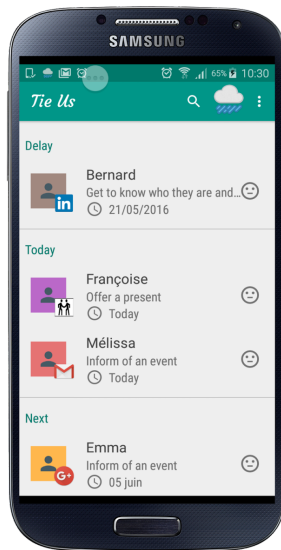 SAMSUNG
65% 10:30
Tie Us
Delay
Bernard
Get to know who they are and...
21/05/2016
in
Today
Françoise
Offer a present
Today
Mélissa
Inform of an event
Today
Next
Emma
Inform of an event
G+
05 juin